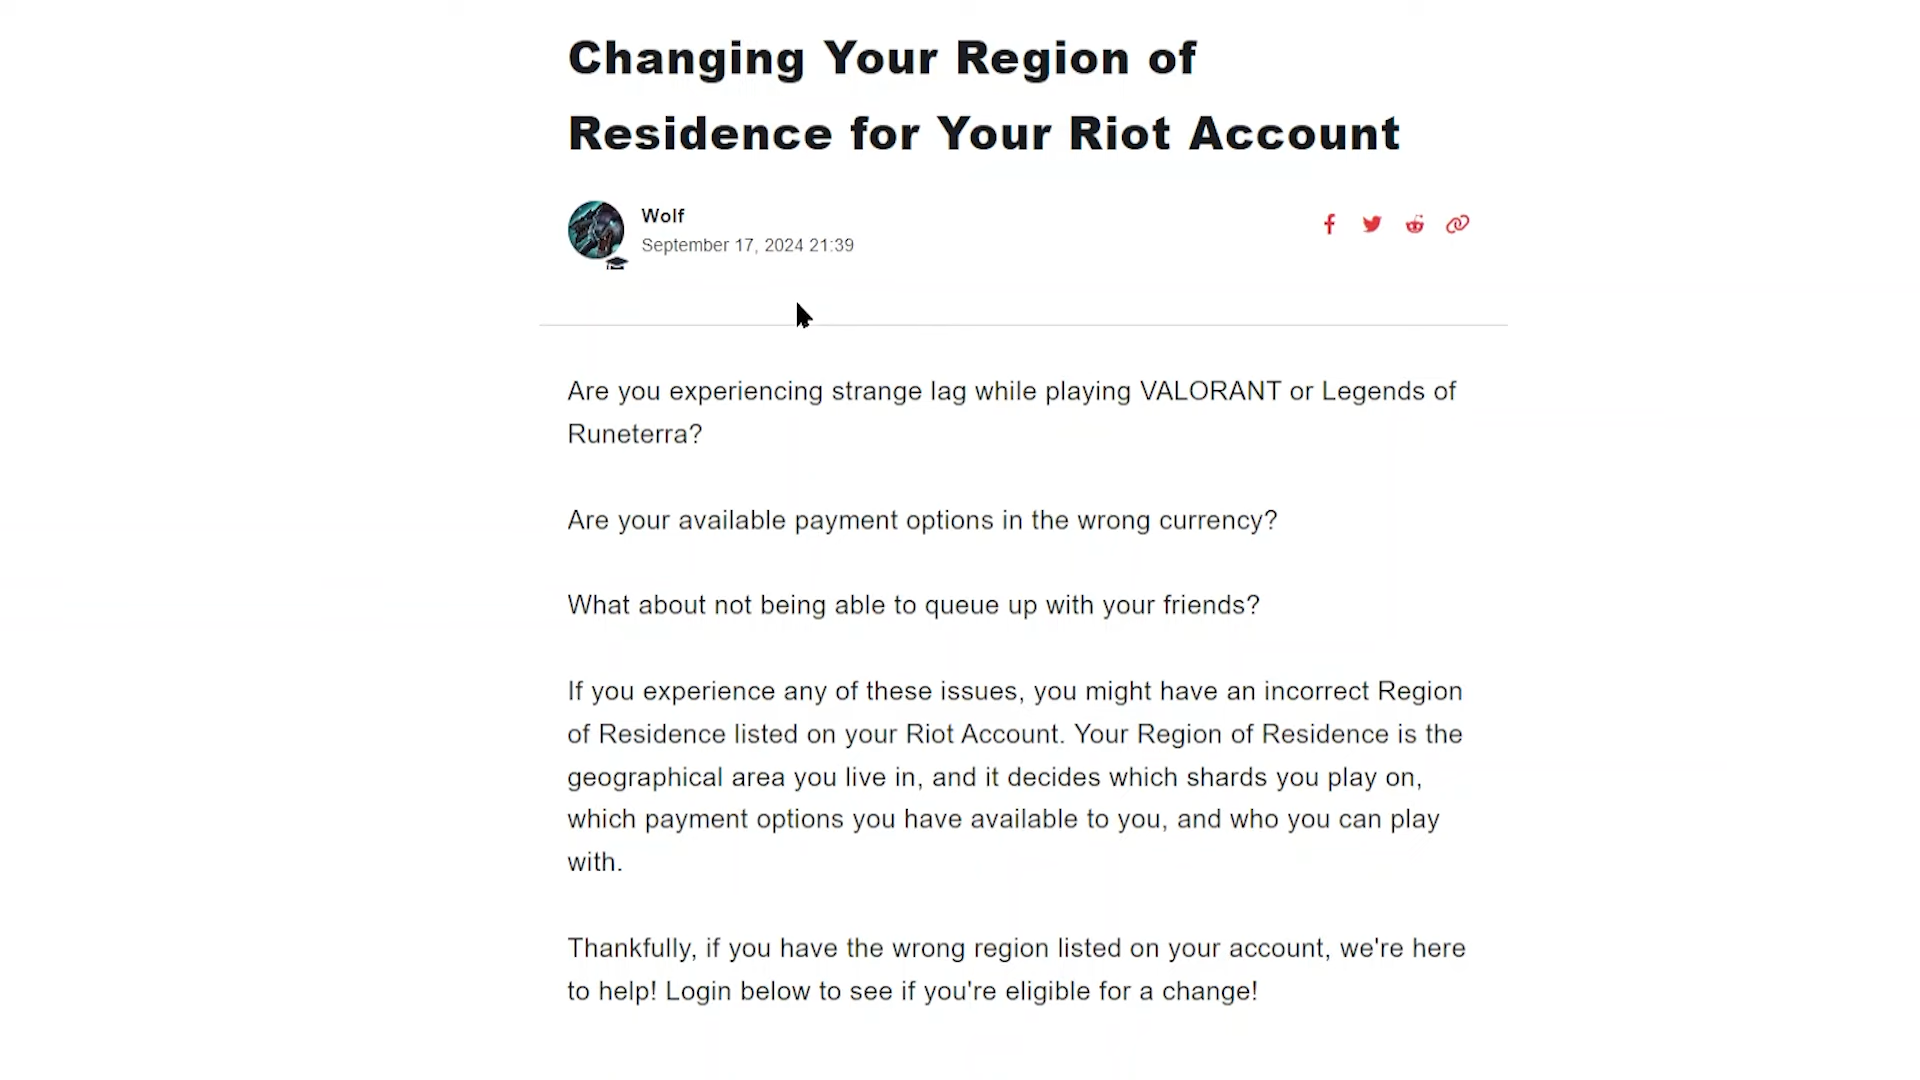 Changing Your Region of
Residence for Your Riot Account
Wolf
September 17, 2024 21:39
Are you experiencing strange lag while playing VALORANT or Legends of
Runeterra?
Are your available payment options in the wrong currency?
What about not being able to queue up with your friends?
If you experience any of these issues, you might have an incorrect Region
of Residence listed on your Riot Account. Your Region of Residence is the
geographical area you live in, and it decides which shards you play on,
which payment options you have available to you, and who you can play
with.
Thankfully, if you have the wrong region listed on your account, we're here
to help! Login below to see if you're eligible for a change!